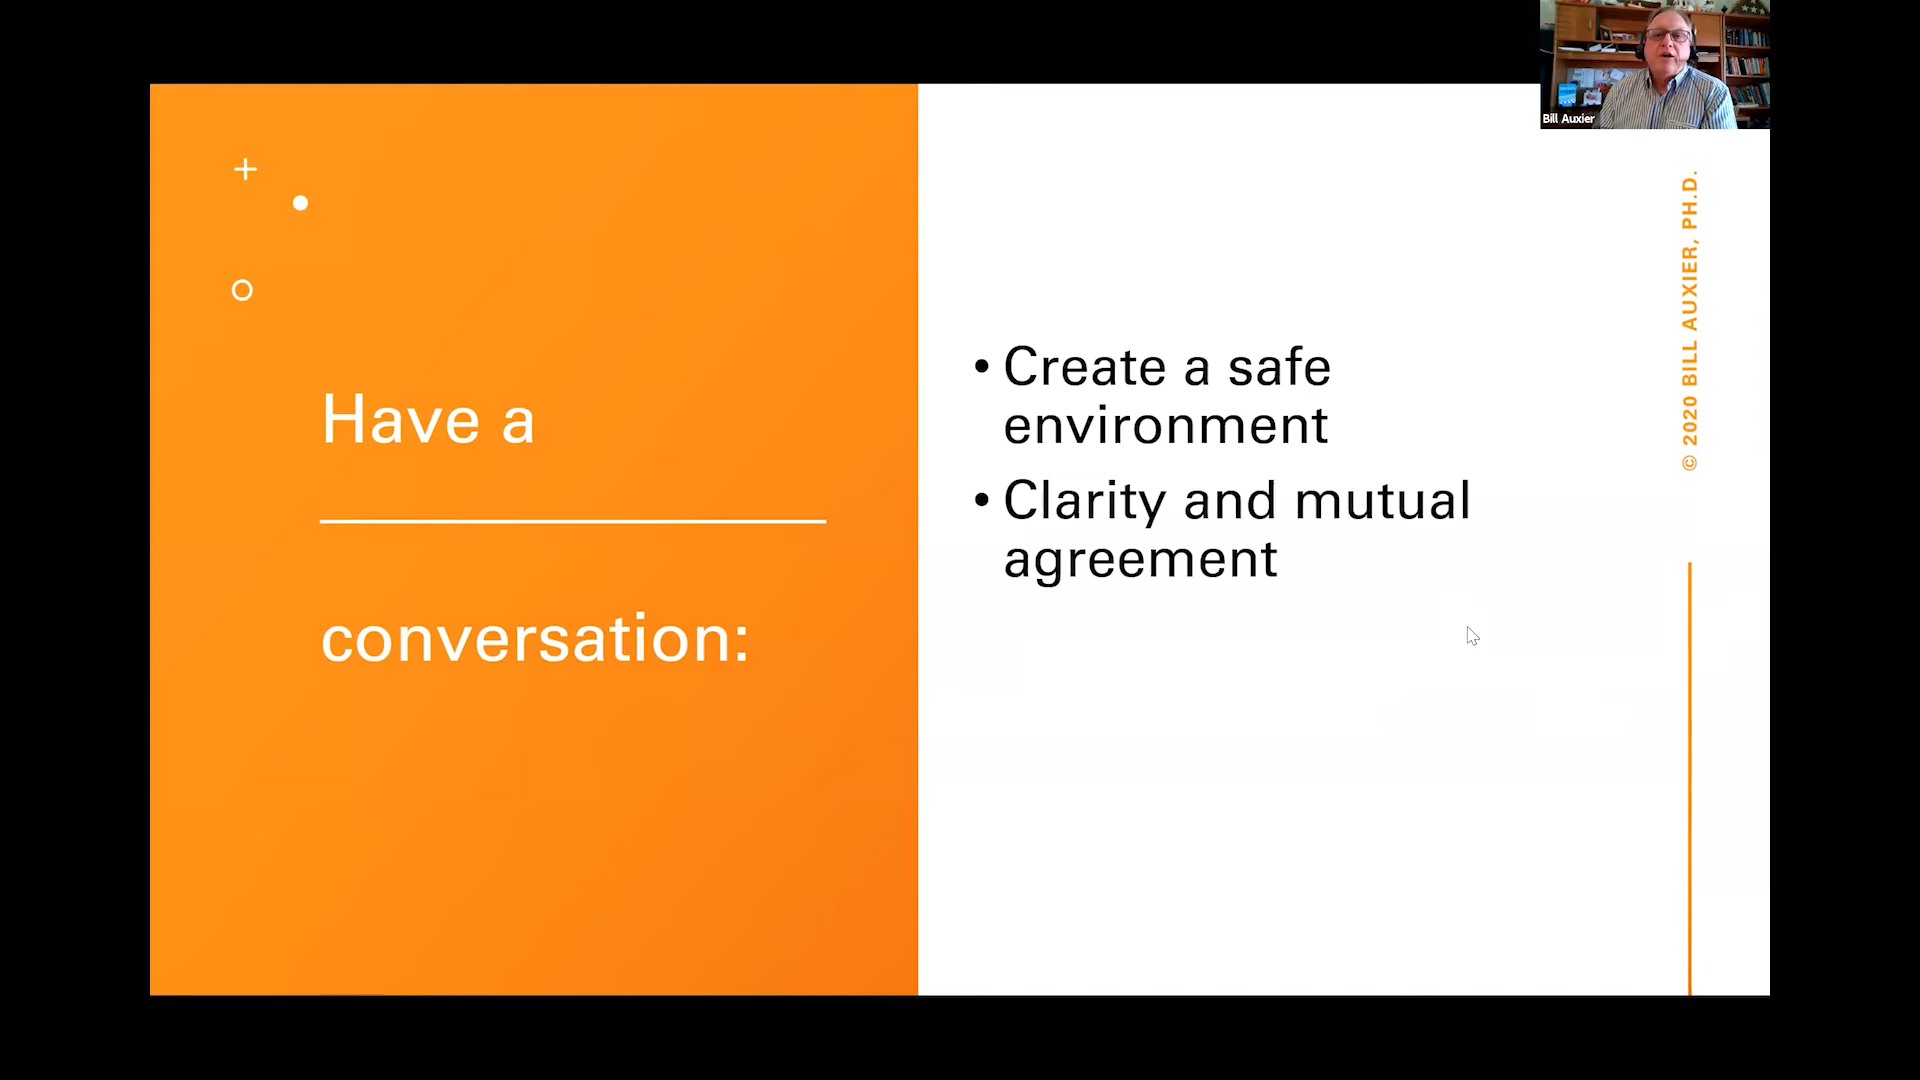 Bill Auxier
Have a
conversation:
• Create a safe
environment
• Clarity and mutual
agreement
© 2020 BILL AUXIER, PH.D.